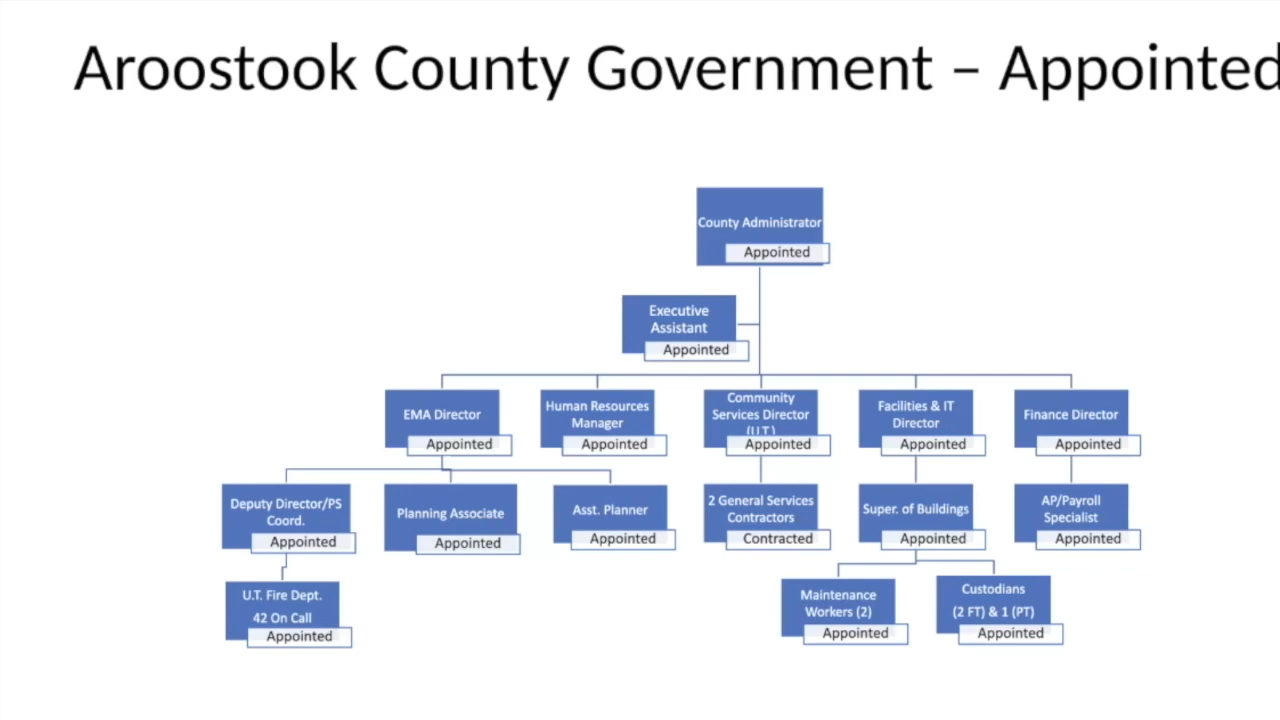 Aroostook County Government – Appointed
County Administrator
Appointed
Executive
Assistant
Appointed
EMA Director
Appointed
Human Resources
Manager
Appointed
Community
Services Director
(U.T.)
Appointed
Facilities & IT
Director
Appointed
Finance Director
Appointed
Deputy Director/PS
Coord.
Appointed
Planning Associate
Appointed
Asst. Planner
Appointed
2 General Services
Contractors
Contracted
Super. of Buildings
Appointed
AP/Payroll
Specialist
Appointed
U.T. Fire Dept.
42 On Call
Appointed
Maintenance
Workers (2)
Appointed
Custodians
(2 FT) & 1 (PT)
Appointed